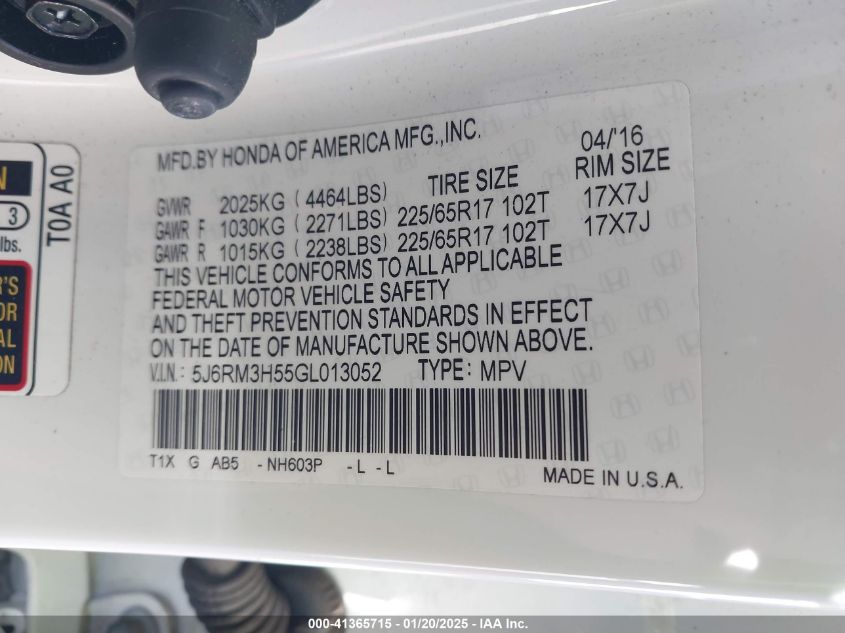 MFD.BY HONDA OF AMERICA MFG.,INC. 04/'16
TIRE SIZE RIM SIZE
GVWR 2025KG (4464LBS)
GAWR F 1030KG (2271LBS) 225/65R17 102T 17X7J
GAWR R 1015KG (2238LBS) 225/65R17 102T 17X7J
THIS VEHICLE CONFORMS TO ALL APPLICABLE
FEDERAL MOTOR VEHICLE SAFETY
AND THEFT PREVENTION STANDARDS IN EFFECT
ON THE DATE OF MANUFACTURE SHOWN ABOVE.
V.I.N: 5J6RM3H55GL013052 TYPE: MPV
T1X G AB5 -NH603P -L -L
MADE IN U.S.A.
T0A A0
3
lbs.
000-41365715 - 01/20/2025 - IAA Inc.